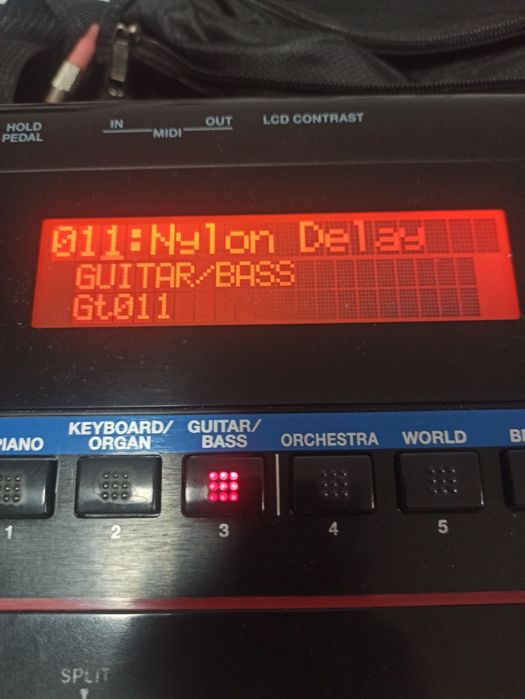 HOLD
PEDAL
IN
MIDI
OUT
LCD CONTRAST
011:Nylon Delay
GUITAR/BASS
Gt011
PIANO
KEYBOARD/
ORGAN
GUITAR/
BASS
ORCHESTRA
WORLD
1
2
3
4
5
SPLIT